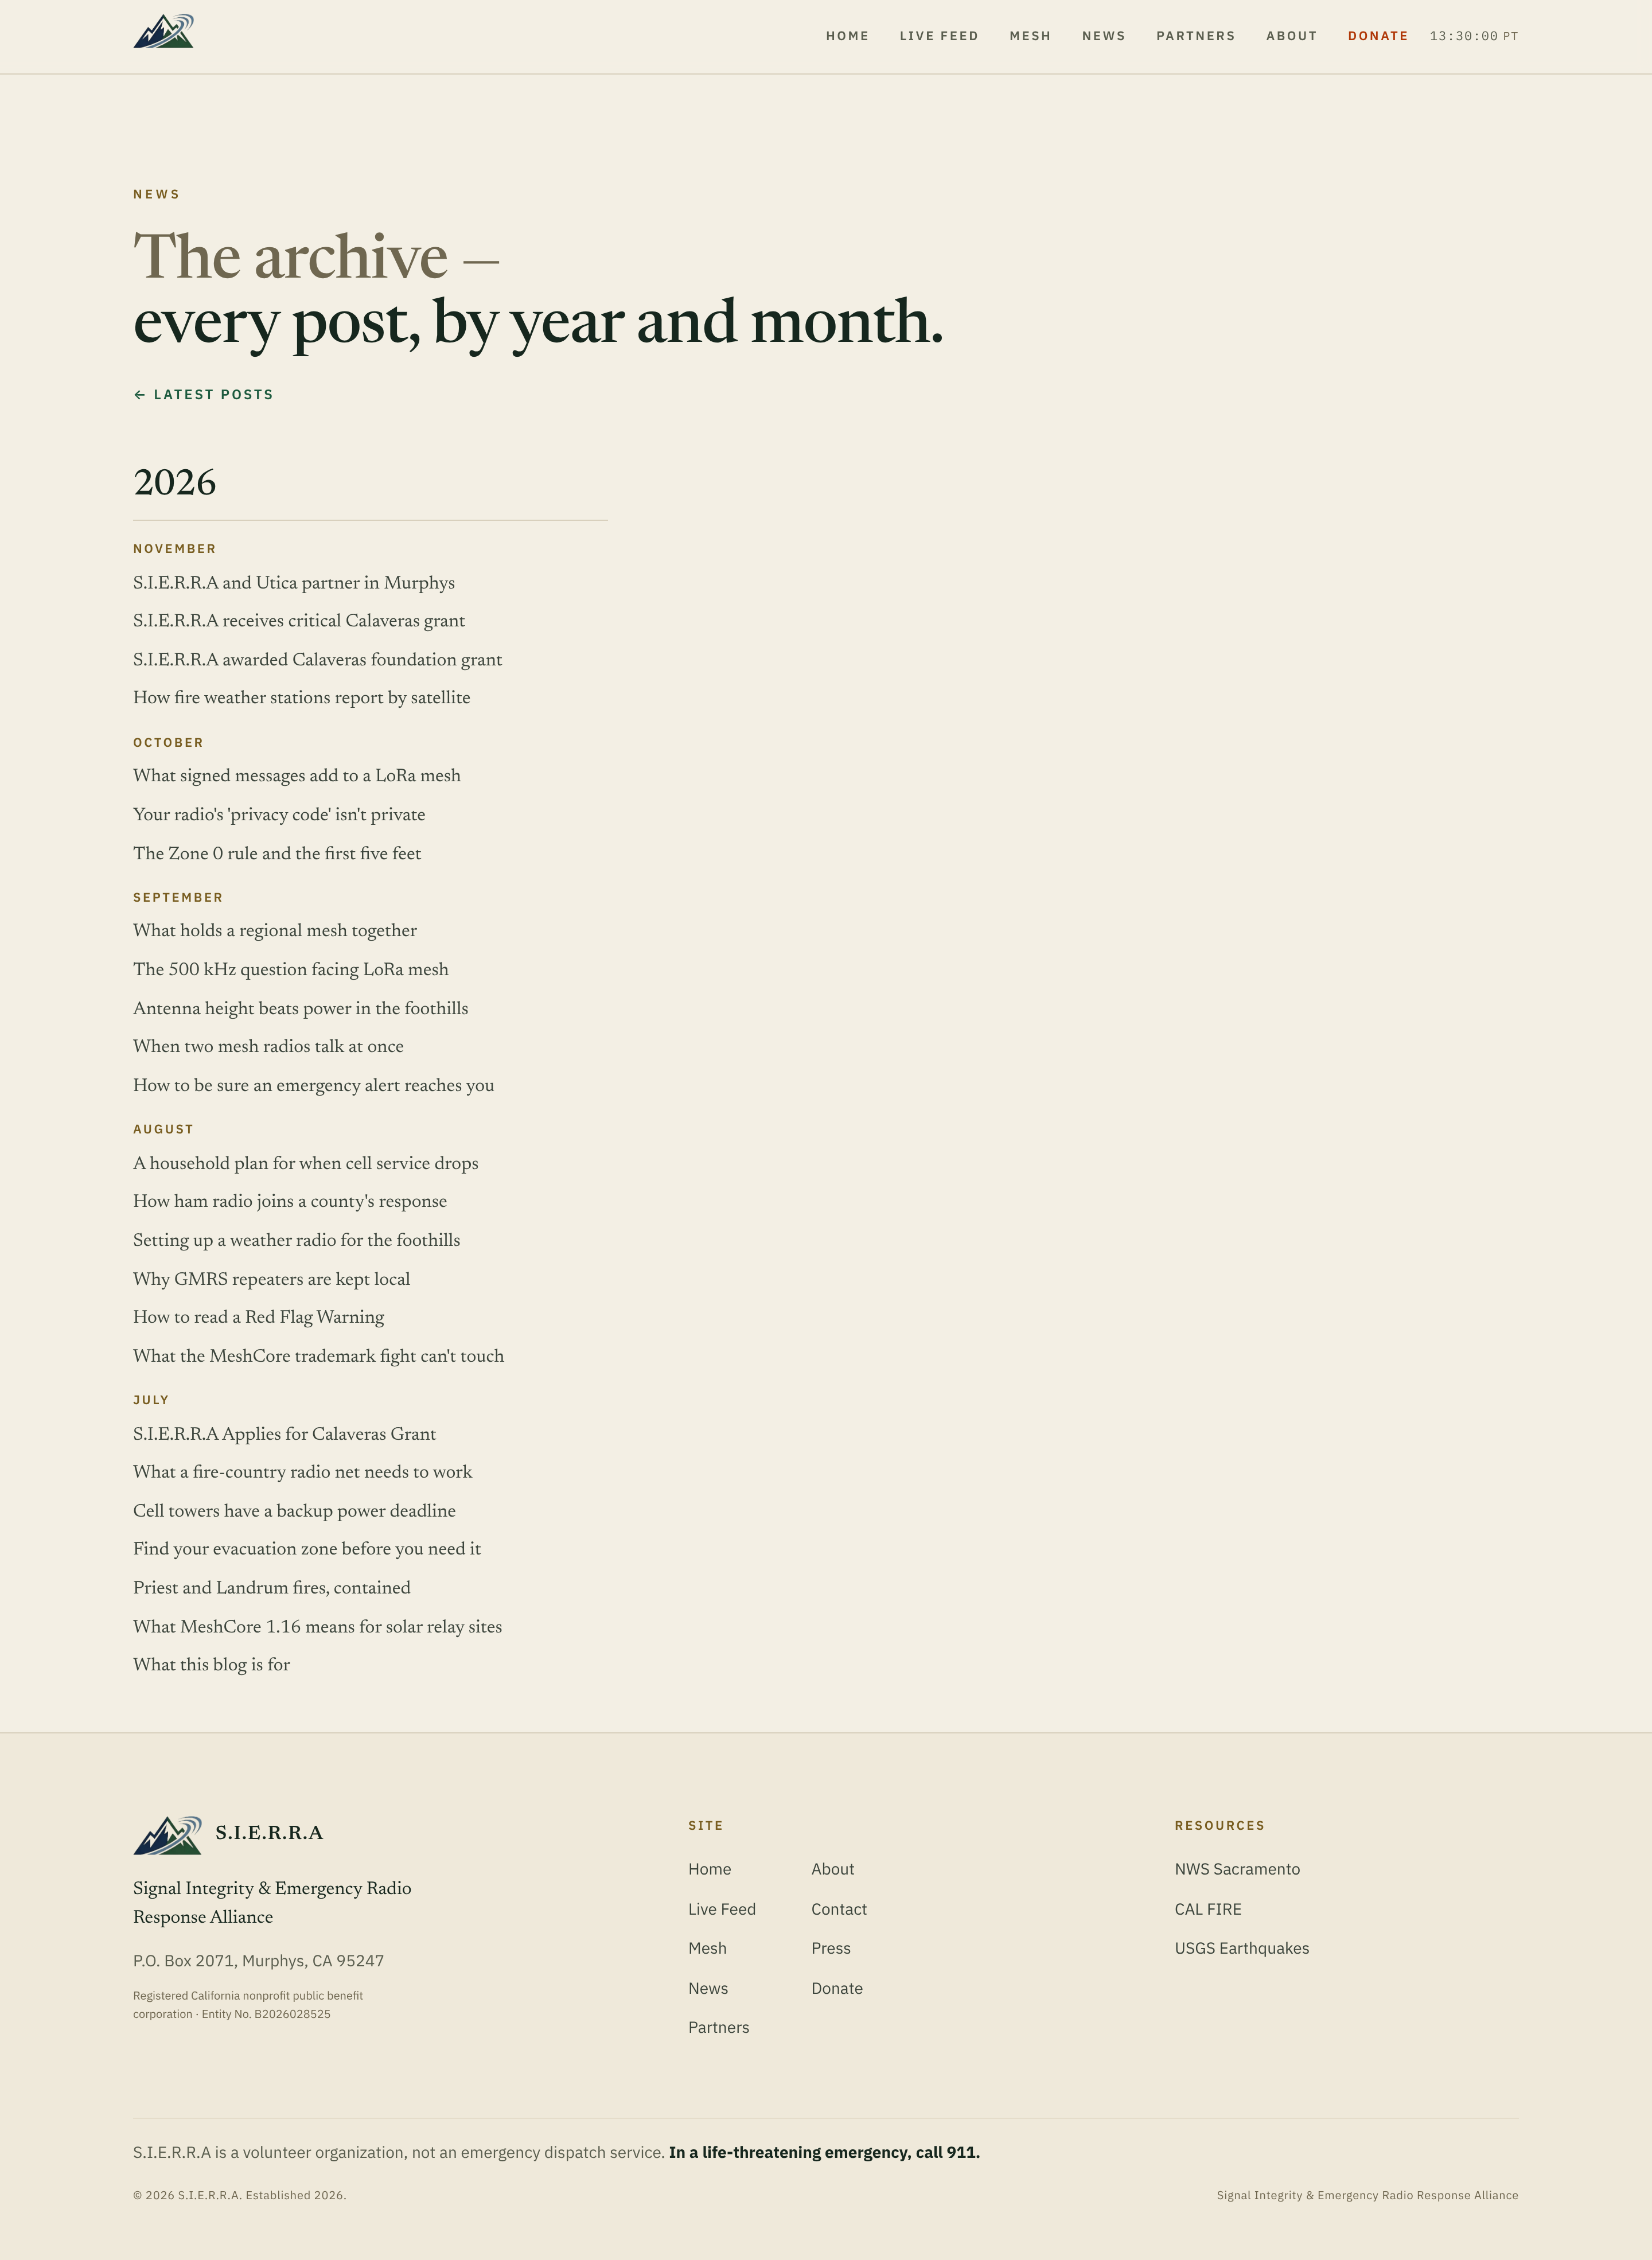 HOME LIVE FEED MESH NEWS PARTNERS ABOUT DONATE 13:30:00 PT
NEWS
The archive —
every post, by year and month.
← LATEST POSTS
2026
NOVEMBER
S.I.E.R.R.A and Utica partner in Murphys
S.I.E.R.R.A receives critical Calaveras grant
S.I.E.R.R.A awarded Calaveras foundation grant
How fire weather stations report by satellite
OCTOBER
What signed messages add to a LoRa mesh
Your radio's 'privacy code' isn't private
The Zone 0 rule and the first five feet
SEPTEMBER
What holds a regional mesh together
The 500 kHz question facing LoRa mesh
Antenna height beats power in the foothills
When two mesh radios talk at once
How to be sure an emergency alert reaches you
AUGUST
A household plan for when cell service drops
How ham radio joins a county's response
Setting up a weather radio for the foothills
Why GMRS repeaters are kept local
How to read a Red Flag Warning
What the MeshCore trademark fight can't touch
JULY
S.I.E.R.R.A Applies for Calaveras Grant
What a fire-country radio net needs to work
Cell towers have a backup power deadline
Find your evacuation zone before you need it
Priest and Landrum fires, contained
What MeshCore 1.16 means for solar relay sites
What this blog is for
S.I.E.R.R.A
Signal Integrity & Emergency Radio
Response Alliance
P.O. Box 2071, Murphys, CA 95247
Registered California nonprofit public benefit
corporation · Entity No. B2026028525
SITE
Home
Live Feed
Mesh
News
Partners
About
Contact
Press
Donate
RESOURCES
NWS Sacramento
CAL FIRE
USGS Earthquakes
S.I.E.R.R.A is a volunteer organization, not an emergency dispatch service. In a life-threatening emergency, call 911.
© 2026 S.I.E.R.R.A. Established 2026.
Signal Integrity & Emergency Radio Response Alliance